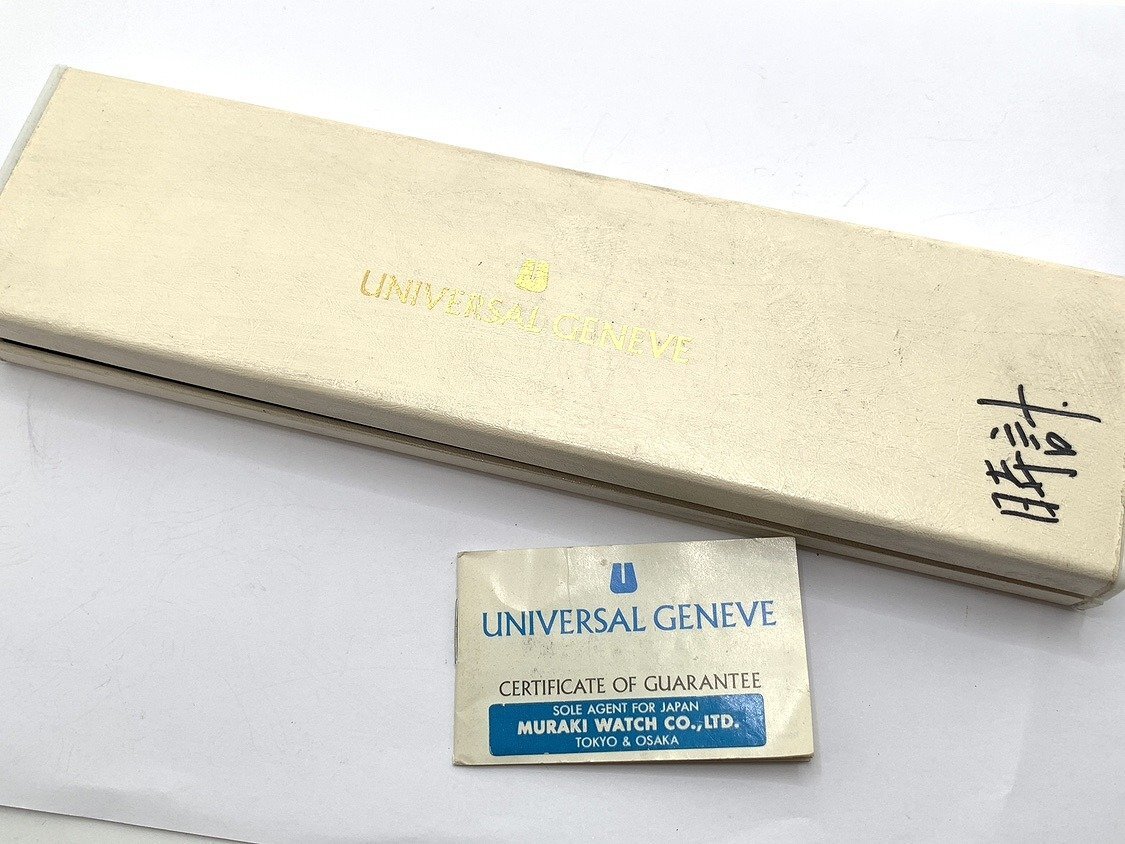 U
UNIVERSAL GENEVE
時計
U
UNIVERSAL GENEVE
CERTIFICATE OF GUARANTEE
SOLE AGENT FOR JAPAN
MURAKI WATCH CO.,LTD.
TOKYO & OSAKA